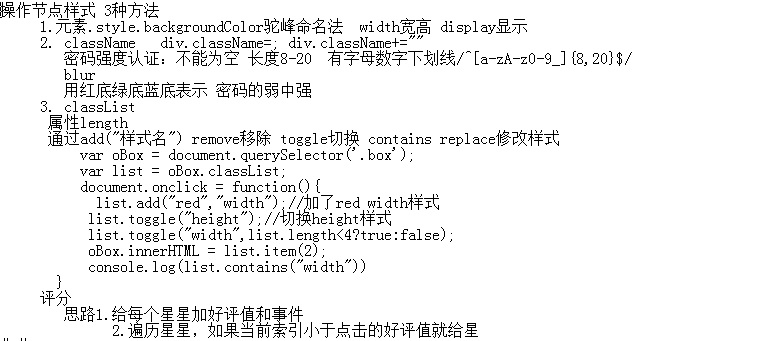 操作节点样式 3种方法
1.元素.style.backgroundColor驼峰命名法 width宽高 display显示
2. className div.className=; div.className+=""
密码强度认证：不能为空 长度8-20 有字母数字下划线/^[a-zA-z0-9_]{8,20}$/
blur
用红底绿底蓝底表示 密码的弱中强
3. classList
属性length
通过add("样式名") remove移除 toggle切换 contains replace修改样式
var oBox = document.querySelector('.box');
var list = oBox.classList;
document.onclick = function(){
list.add("red","width");//加了red width样式
list.toggle("height");//切换height样式
list.toggle("width",list.length<4?true:false);
oBox.innerHTML = list.item(2);
console.log(list.contains("width"))
}
评分
思路1.给每个星星加好评值和事件
2.遍历星星，如果当前索引小于点击的好评值就给星